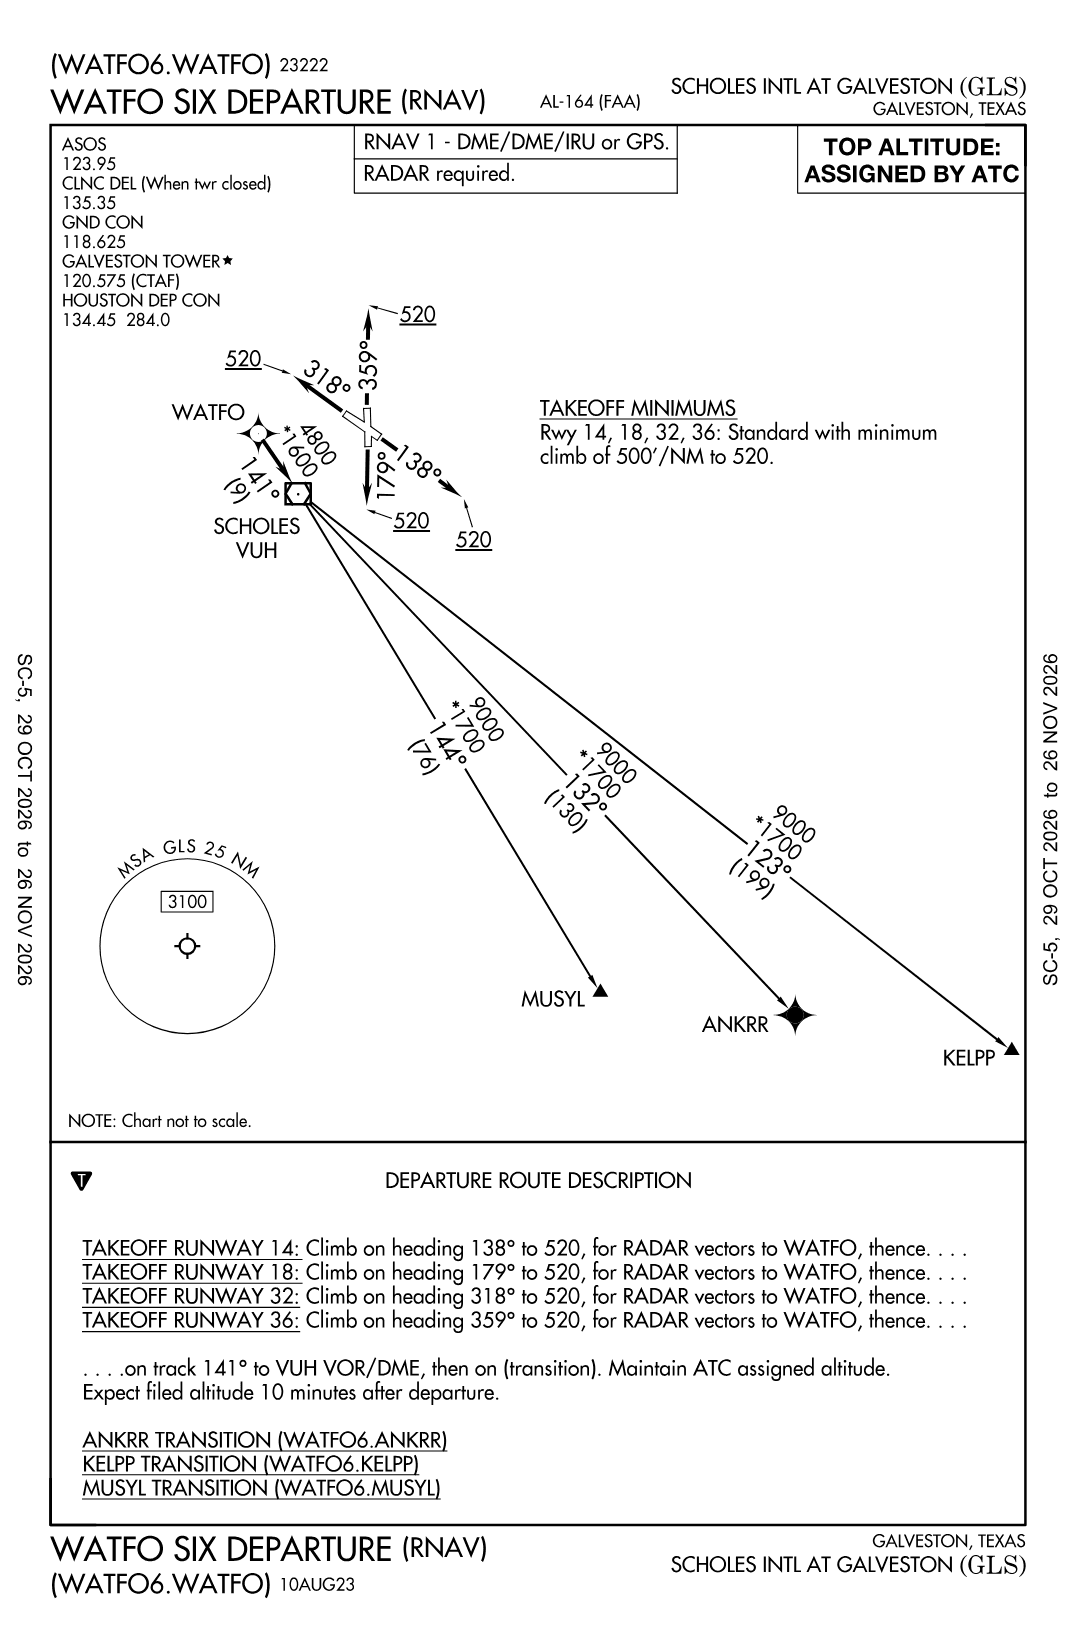 (WATFO6.WATFO) 23222
WATFO SIX DEPARTURE (RNAV)
AL-164 (FAA)
SCHOLES INTL AT GALVESTON (GLS)
GALVESTON, TEXAS
ASOS
123.95
CLNC DEL (When twr closed)
135.35
GND CON
118.625
GALVESTON TOWER★
120.575 (CTAF)
HOUSTON DEP CON
134.45 284.0
RNAV 1 - DME/DME/IRU or GPS.
RADAR required.
TOP ALTITUDE:
ASSIGNED BY ATC
520
359°
520
318°
WATFO
4800
*1600
141°
(9)
138°
179°
520
520
SCHOLES
VUH
TAKEOFF MINIMUMS
Rwy 14, 18, 32, 36: Standard with minimum
climb of 500'/NM to 520.
9000
*1700
144°
(76)
9000
*1700
132°
(130)
9000
*1700
123°
(199)
MSA GLS 25 NM
3100
MUSYL
ANKRR
KELPP
NOTE: Chart not to scale.
SC-5, 29 OCT 2026 to 26 NOV 2026
SC-5, 29 OCT 2026 to 26 NOV 2026
T
DEPARTURE ROUTE DESCRIPTION
TAKEOFF RUNWAY 14: Climb on heading 138° to 520, for RADAR vectors to WATFO, thence. . . .
TAKEOFF RUNWAY 18: Climb on heading 179° to 520, for RADAR vectors to WATFO, thence. . . .
TAKEOFF RUNWAY 32: Climb on heading 318° to 520, for RADAR vectors to WATFO, thence. . . .
TAKEOFF RUNWAY 36: Climb on heading 359° to 520, for RADAR vectors to WATFO, thence. . . .
. . . .on track 141° to VUH VOR/DME, then on (transition). Maintain ATC assigned altitude.
Expect filed altitude 10 minutes after departure.
ANKRR TRANSITION (WATFO6.ANKRR)
KELPP TRANSITION (WATFO6.KELPP)
MUSYL TRANSITION (WATFO6.MUSYL)
WATFO SIX DEPARTURE (RNAV)
(WATFO6.WATFO) 10AUG23
GALVESTON, TEXAS
SCHOLES INTL AT GALVESTON (GLS)